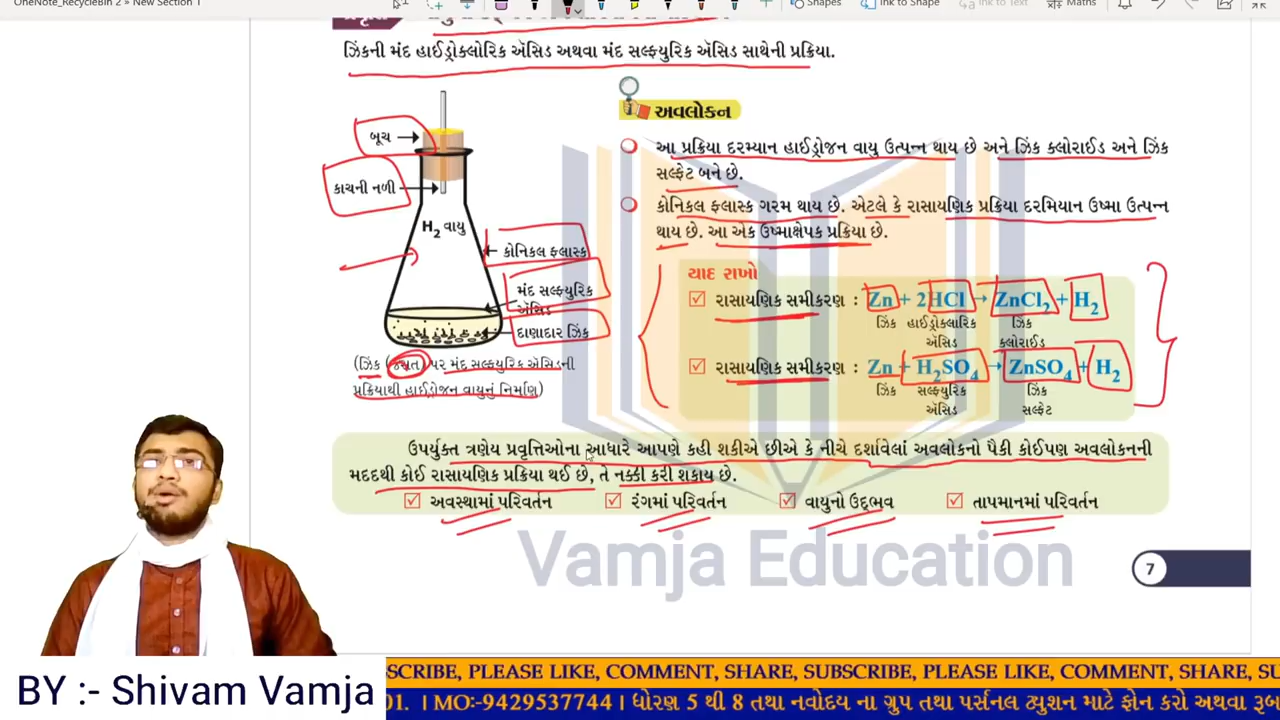 OneNote_RecycleBin 2 » New Section 1
Shapes
Ink to Shape
Ink to Text
Maths
ઝિંકની મંદ હાઈડ્રોક્લોરિક ઍસિડ અથવા મંદ સલ્ફ્યુરિક ઍસિડ સાથેની પ્રક્રિયા.
બૂચ
કાચની નળી
H₂ વાયુ
કોનિકલ ફ્લાસ્ક
મંદ સલ્ફ્યુરિક
ઍસિડ
દાણાદાર ઝિંક
(ઝિંક (જસત) પર મંદ સલ્ફ્યુરિક ઍસિડની
પ્રક્રિયાથી હાઈડ્રોજન વાયુનું નિર્માણ)
અવલોકન
આ પ્રક્રિયા દરમ્યાન હાઈડ્રોજન વાયુ ઉત્પન્ન થાય છે અને ઝિંક ક્લોરાઈડ અને ઝિંક
સલ્ફેટ બને છે.
કોનિકલ ફ્લાસ્ક ગરમ થાય છે. એટલે કે રાસાયણિક પ્રક્રિયા દરમિયાન ઉષ્મા ઉત્પન્ન
થાય છે. આ એક ઉષ્માક્ષેપક પ્રક્રિયા છે.
યાદ રાખો
રાસાયણિક સમીકરણ : Zn + 2HCl → ZnCl₂ + H₂
ઝિંક હાઈડ્રોક્લોરિક ઝિંક
ઍસિડ ક્લોરાઈડ
રાસાયણિક સમીકરણ : Zn + H₂SO₄ → ZnSO₄ + H₂
ઝિંક સલ્ફ્યુરિક ઝિંક
ઍસિડ સલ્ફેટ
ઉપર્યુક્ત ત્રણેય પ્રવૃત્તિઓના આધારે આપણે કહી શકીએ છીએ કે નીચે દર્શાવેલાં અવલોકનો પૈકી કોઈપણ અવલોકનની
મદદથી કોઈ રાસાયણિક પ્રક્રિયા થઈ છે, તે નક્કી કરી શકાય છે.
અવસ્થામાં પરિવર્તન રંગમાં પરિવર્તન વાયુનો ઉદ્દભવ તાપમાનમાં પરિવર્તન
Vamja Education
7
BY :- Shivam Vamja
SCRIBE, PLEASE LIKE, COMMENT, SHARE, SUBSCRIBE, PLEASE LIKE, COMMENT, SHARE, SU
01. | MO:-9429537744 | ધોરણ 5 થી 8 તથા નવોદય ના ગ્રુપ તથા પર્સનલ ટ્યુશન માટે ફોન કરો અથવા રૂબ